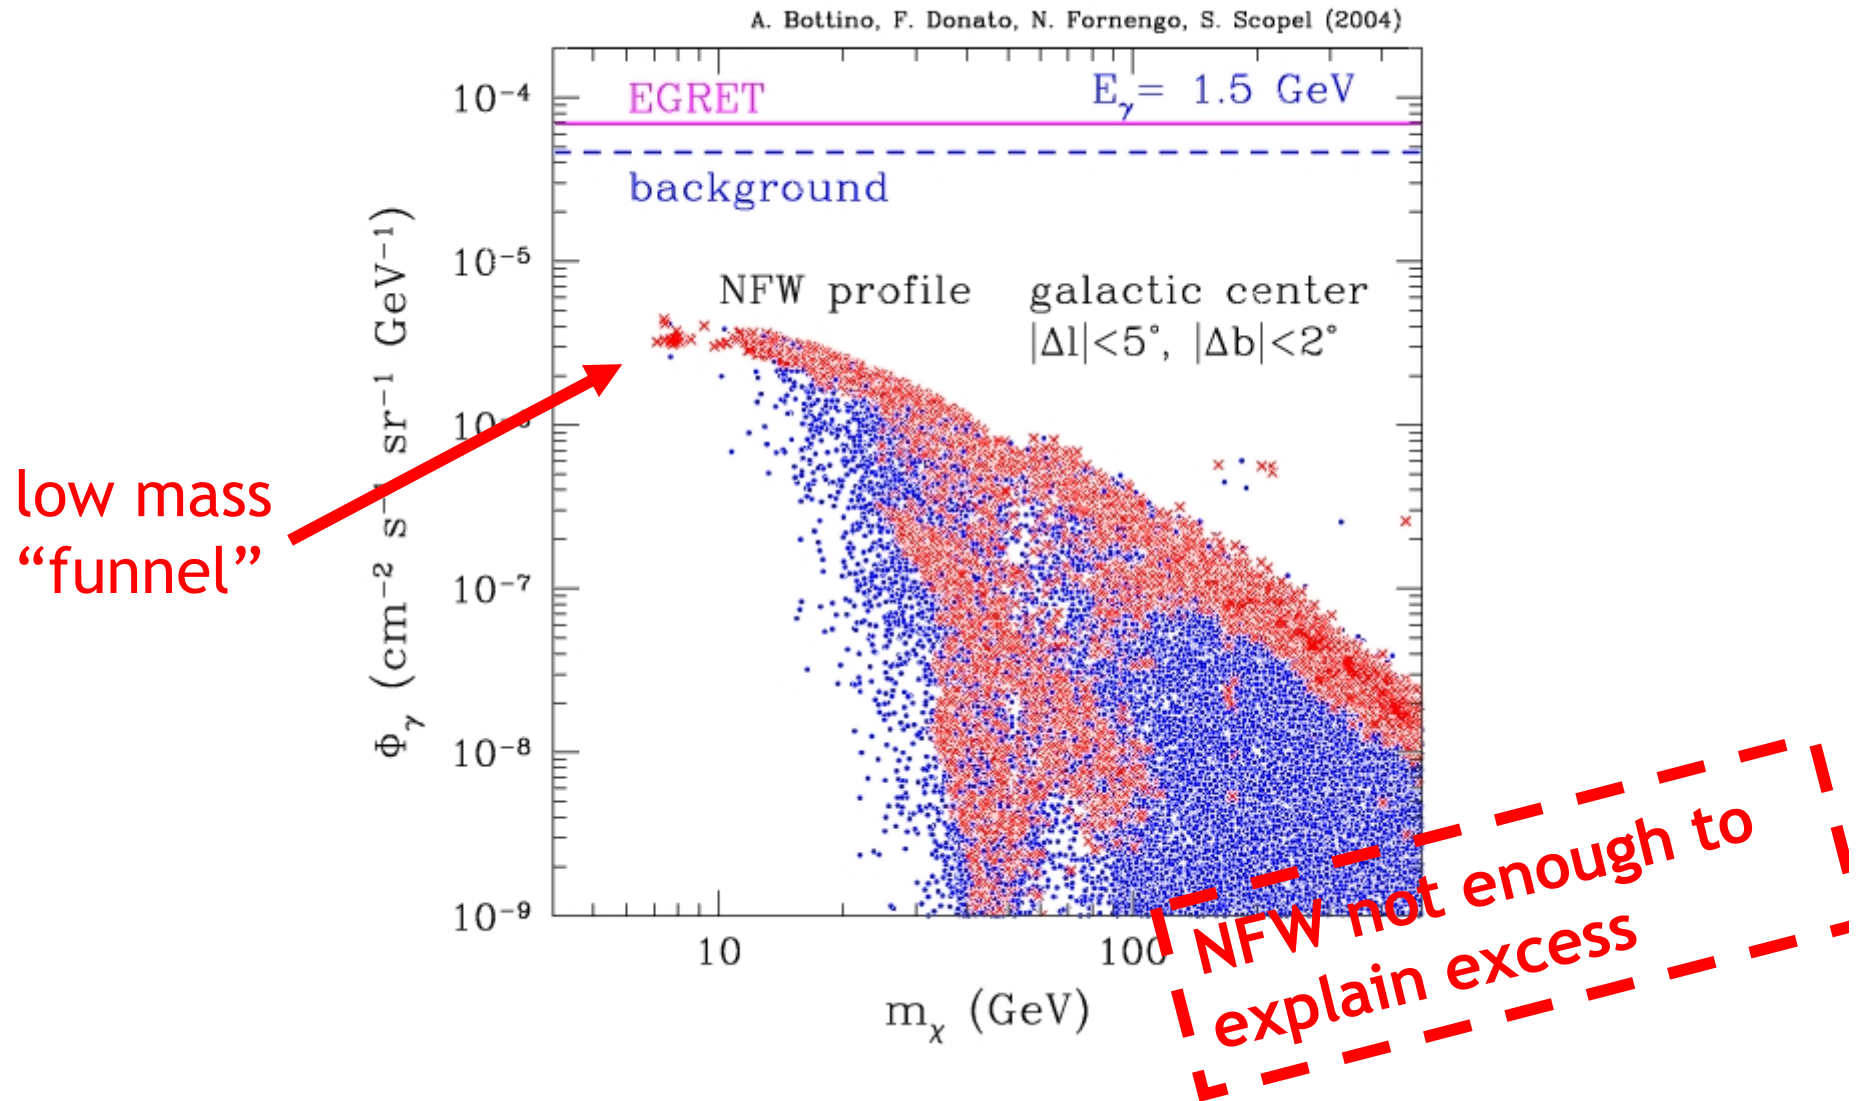 A. Bottino, F. Donato, N. Fornengo, S. Scopel (2004)
EGRET
E_γ= 1.5 GeV
background
NFW profile galactic center
|Δl|<5°, |Δb|<2°
low mass
“funnel”
Φ_γ (cm⁻² s⁻¹ sr⁻¹ GeV⁻¹)
10⁻⁴
10⁻⁵
10⁻⁶
10⁻⁷
10⁻⁸
10⁻⁹
10 100
m_χ (GeV)
NFW not enough to
explain excess